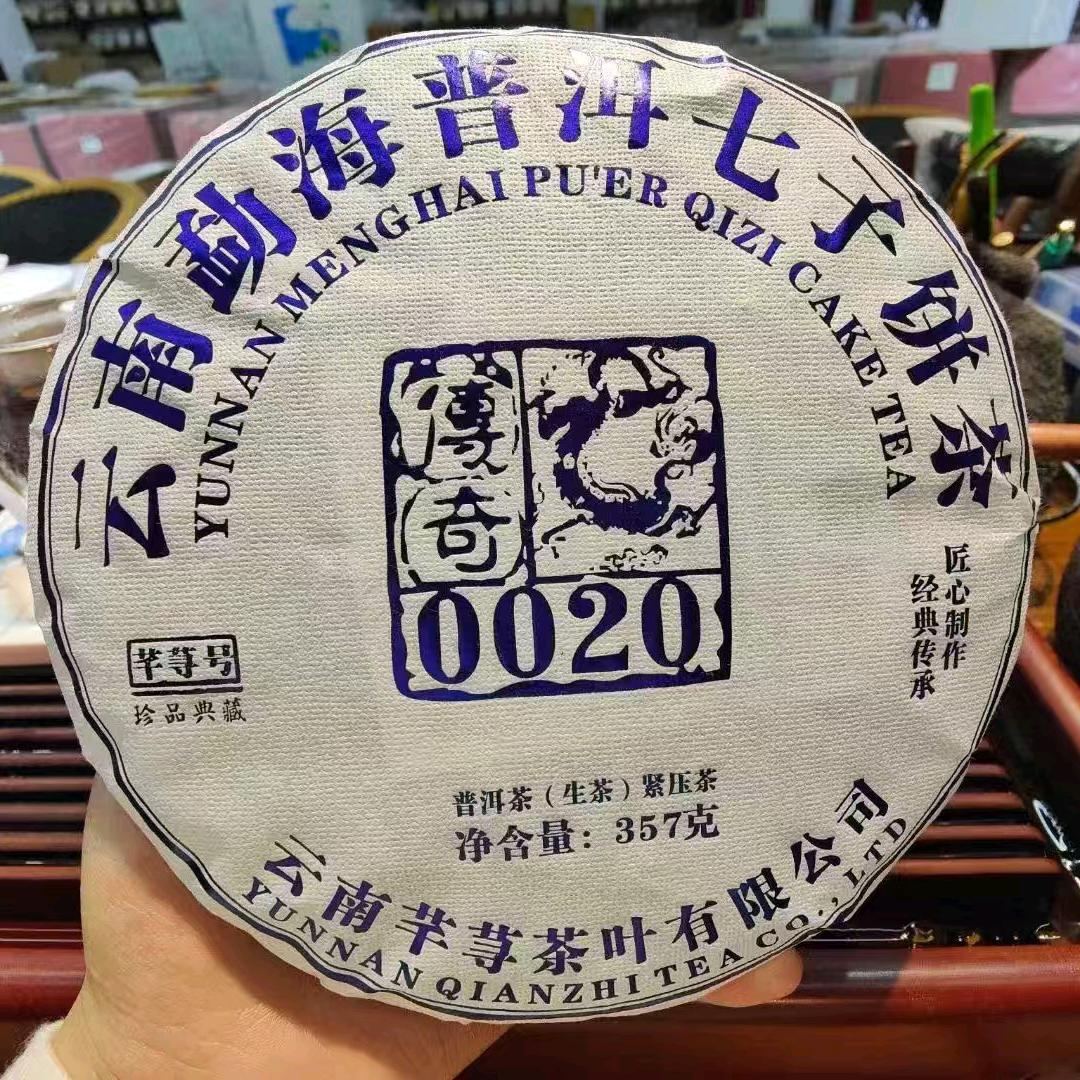 云南勐海普洱七子饼茶
YUNNAN MENGHAI PU'ER QIZI CAKE TEA
傳奇
0020
芊荨号
珍品典藏
匠心制作
经典传承
普洱茶（生茶）紧压茶
净含量：357克
云南芊荨茶叶有限公司
YUNNAN QIANZHI TEA CO., LTD